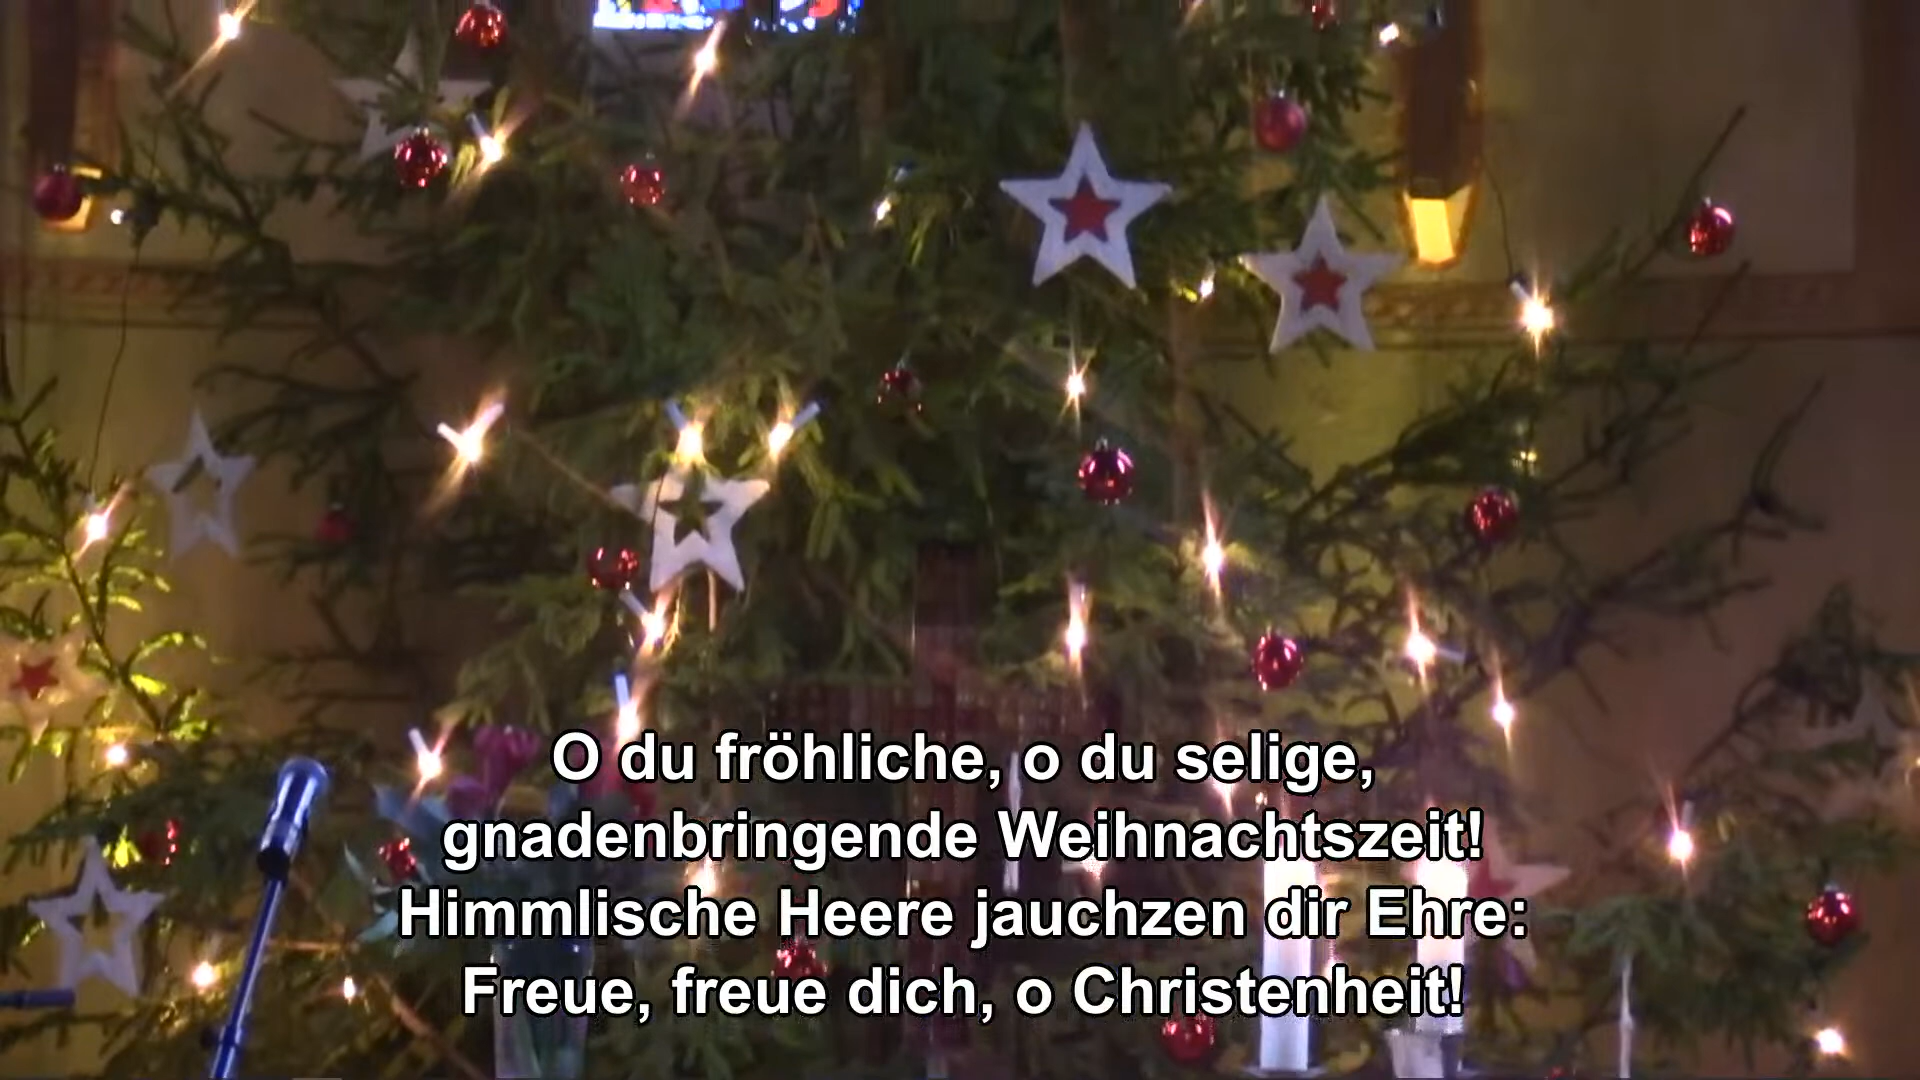 O du fröhliche, o du selige,
gnadenbringende Weihnachtszeit!
Himmlische Heere jauchzen dir Ehre:
Freue, freue dich, o Christenheit!